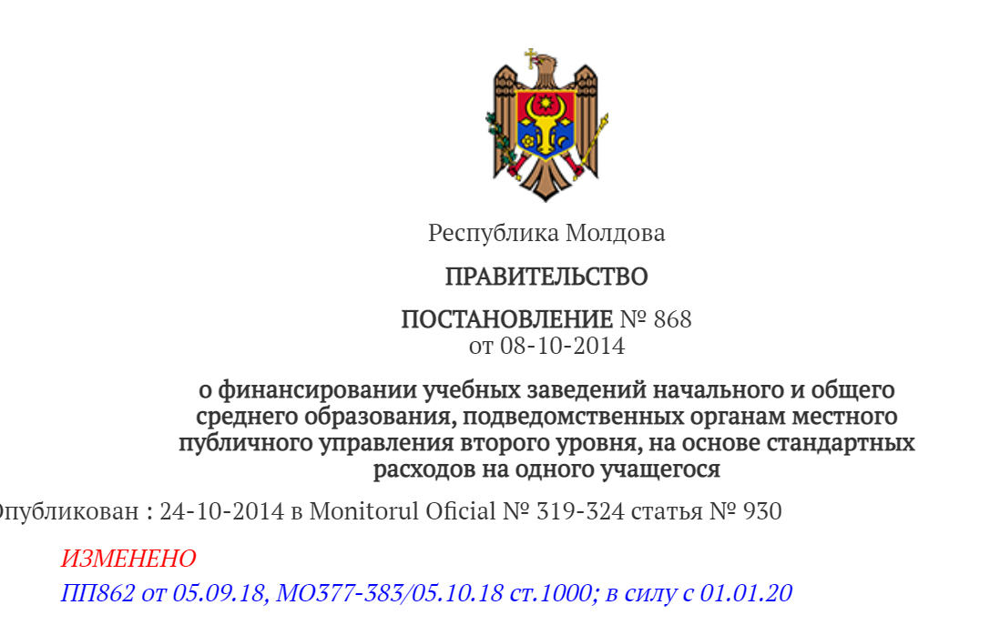 Республика Молдова
ПРАВИТЕЛЬСТВО
ПОСТАНОВЛЕНИЕ № 868
от 08-10-2014
о финансировании учебных заведений начального и общего
среднего образования, подведомственных органам местного
публичного управления второго уровня, на основе стандартных
расходов на одного учащегося
Опубликован : 24-10-2014 в Monitorul Oficial № 319-324 статья № 930
ИЗМЕНЕНО
ПП862 от 05.09.18, МО377-383/05.10.18 ст.1000; в силу с 01.01.20